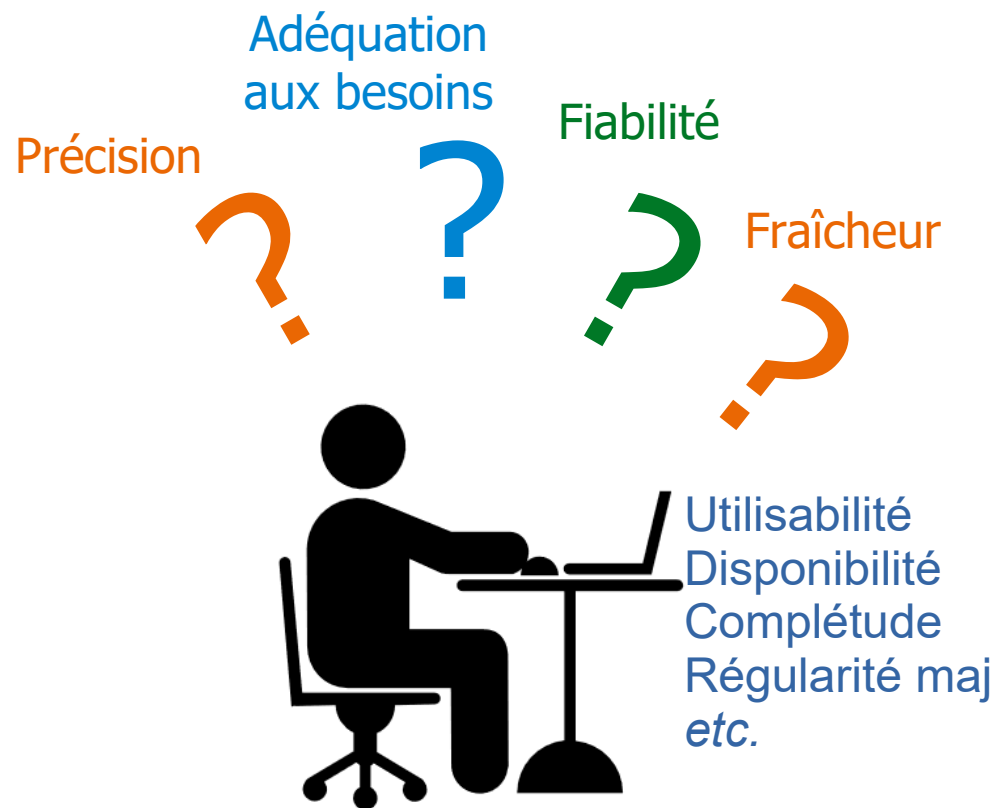 Adéquation
aux besoins
Fiabilité
Précision
?
?
?
Fraîcheur
?
Utilisabilité
Disponibilité
Complétude
Régularité maj
etc.